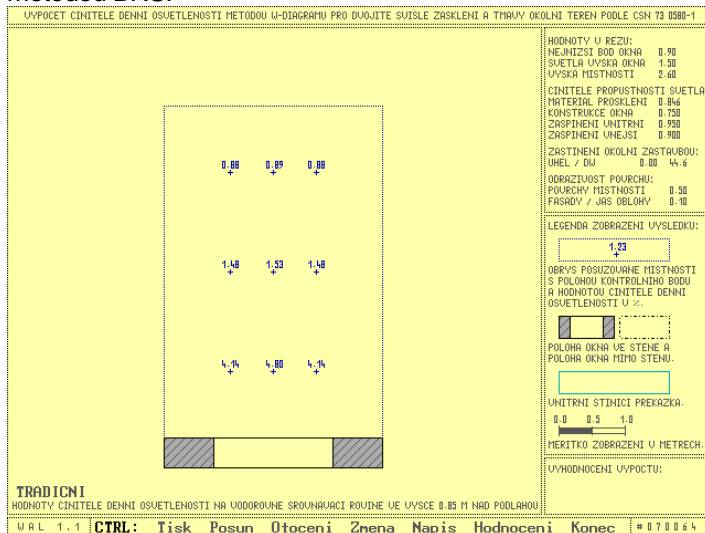 metodou BRS.
VYPOCET CINITELE DENNI OSVETLENOSTI METODOU W-DIAGRAMU PRO DVOJITE SVISLE ZASKLENI A TMAVY OKOLNI TEREN PODLE CSN 73 0580-1
HODNOTY V REZU:
NEJNIZSI BOD OKNA 0.90
SVETLA VYSKA OKNA 1.50
VYSKA MISTNOSTI 2.60
CINITELE PROPUSTNOSTI SVETLA
MATERIAL PROSKLENI 0.846
KONSTRUKCE OKNA 0.750
ZASPINENI VNITRNI 0.950
ZASPINENI VNEJSI 0.900
ZASTINENI OKOLNI ZASTAVBOU:
UHEL / DW 0.00 44.6
ODRAZIVOST POVRCHU:
POVRCHY MISTNOSTI 0.50
FASADY / JAS OBLOHY 0.10
0.88 0.89 0.88
1.48 1.53 1.48
4.14 4.80 4.14
LEGENDA ZOBRAZENI VYSLEDKU:
1.23
OBRYS POSUZOVANE MISTNOSTI
S POLOHOU KONTROLNIHO BODU
A HODNOTOU CINITELE DENNI
OSVETLENOSTI V %.
POLOHA OKNA VE STENE A
POLOHA OKNA MIMO STENU.
VNITRNI STINICI PREKAZKA.
0.0 0.5 1.0
MERITKO ZOBRAZENI V METRECH.
VYHODNOCENI VYPOCTU:
TRADICNI
HODNOTY CINITELE DENNI OSVETLENOSTI NA VODOROVNE SROVNAVACI ROVINE VE VYSCE 0.85 M NAD PODLAHOU
WAL 1.1 CTRL: Tisk Posun Otoceni Zmena Napis Hodnoceni Konec #070064